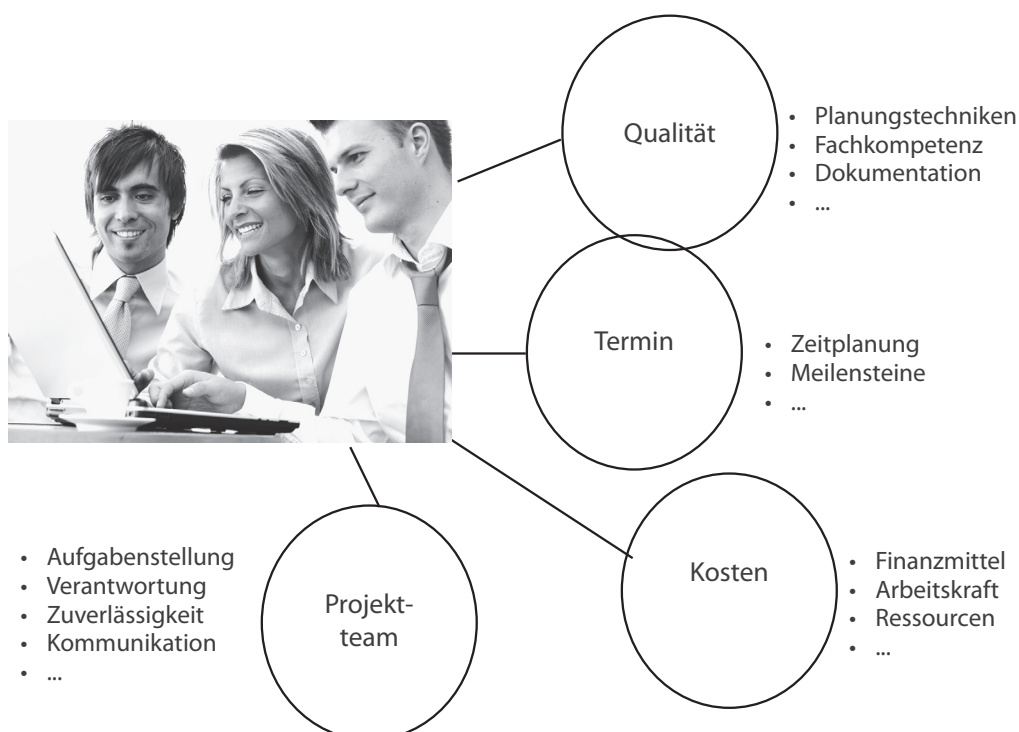 Qualität
• Planungstechniken
• Fachkompetenz
• Dokumentation
• ...
Termin
• Zeitplanung
• Meilensteine
• ...
Kosten
• Finanzmittel
• Arbeitskraft
• Ressourcen
• ...
• Aufgabenstellung
• Verantwortung
• Zuverlässigkeit
• Kommunikation
• ...
Projekt-
team